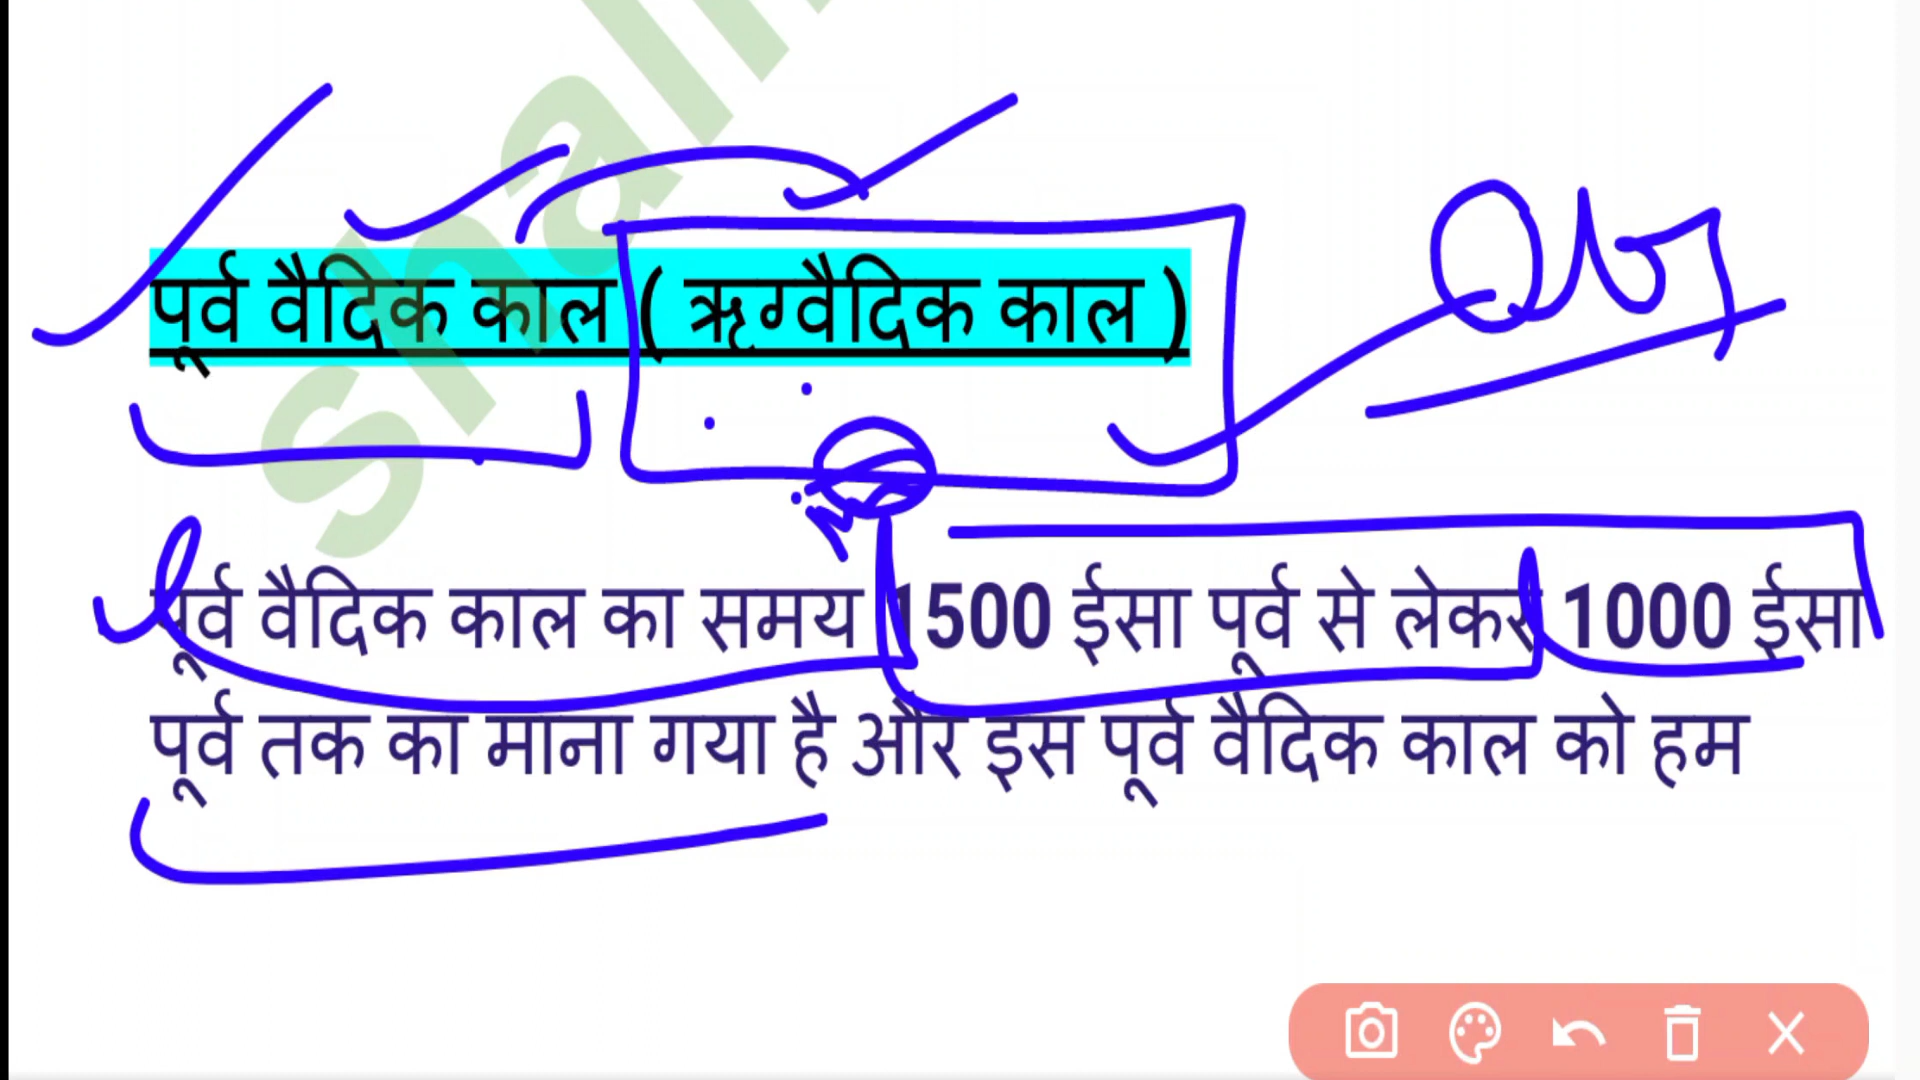 पूर्व वैदिक काल ( ऋग्वैदिक काल )
पूर्व वैदिक काल का समय 1500 ईसा पूर्व से लेकर 1000 ईसा
पूर्व तक का माना गया है और इस पूर्व वैदिक काल को हम